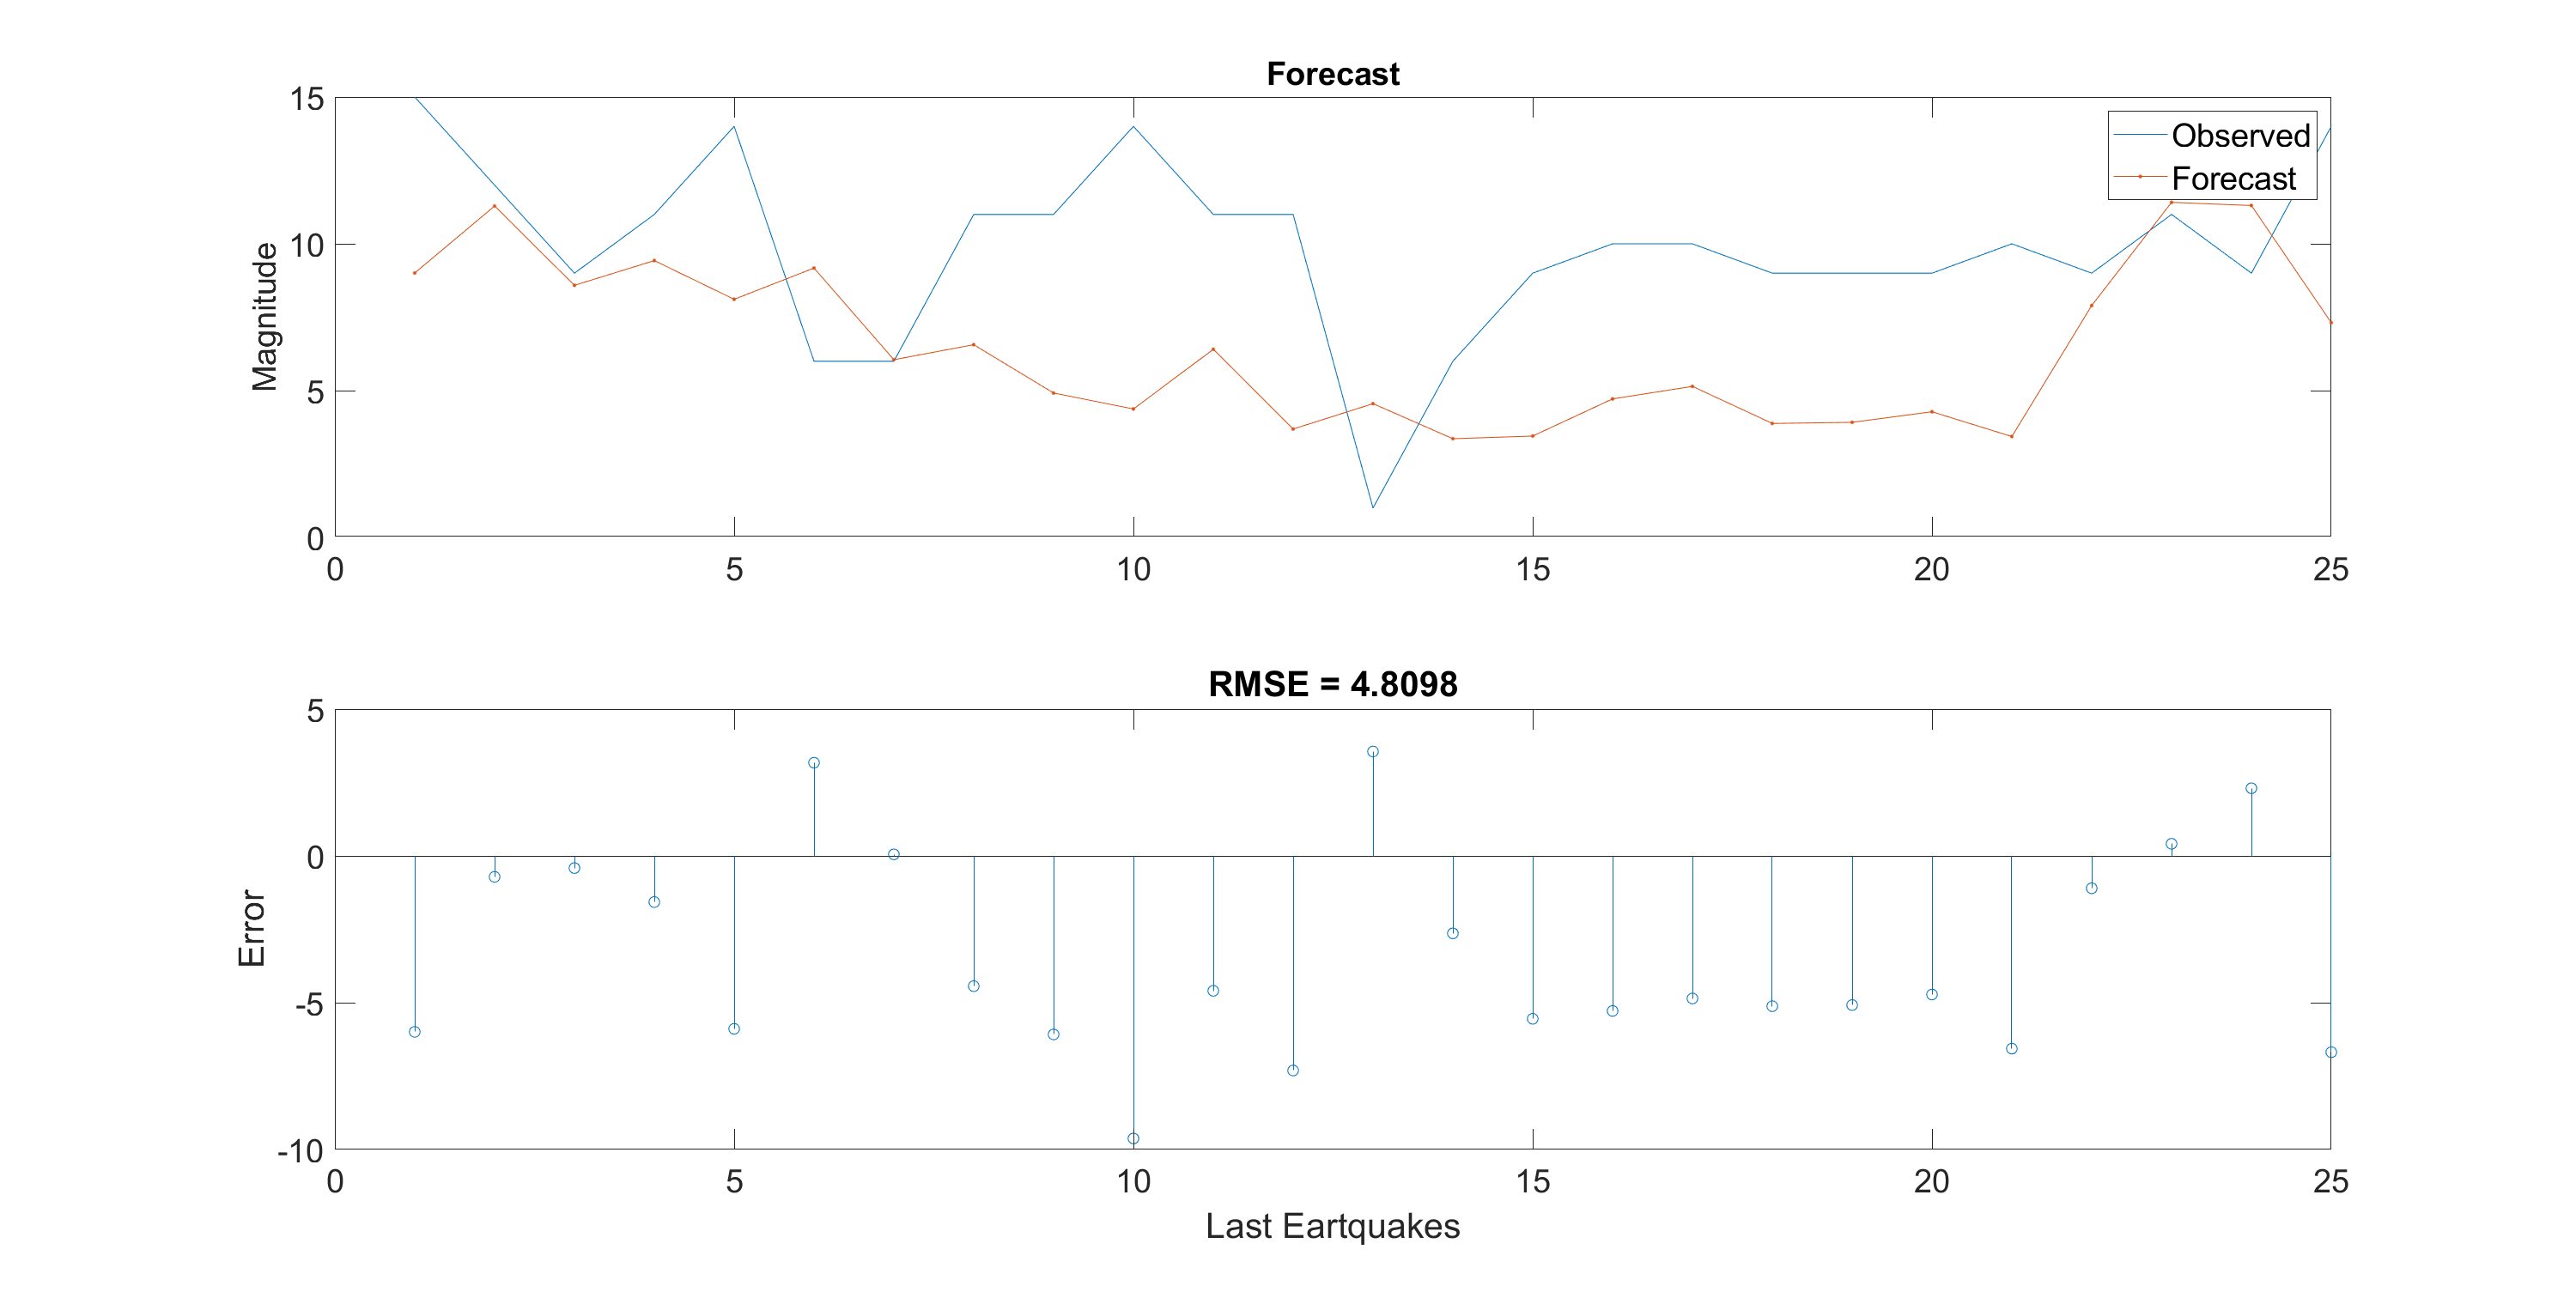 Forecast
15
10
5
0
Magnitude
Observed
Forecast
0 5 10 15 20 25
RMSE = 4.8098
5
0
-5
-10
Error
0 5 10 15 20 25
Last Eartquakes